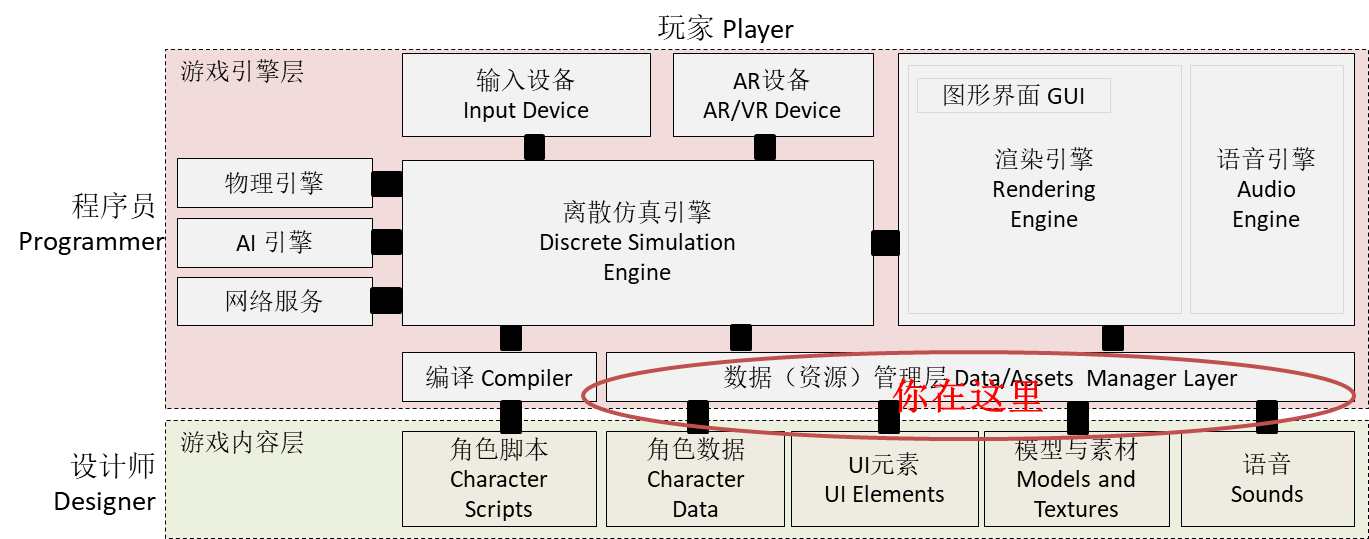 玩家 Player
游戏引擎层
输入设备
Input Device
AR设备
AR/VR Device
图形界面 GUI
渲染引擎
Rendering
Engine
语音引擎
Audio
Engine
程序员
Programmer
物理引擎
AI 引擎
网络服务
离散仿真引擎
Discrete Simulation
Engine
编译 Compiler
数据（资源）管理层 Data/Assets Manager Layer
你在这里
设计师
Designer
游戏内容层
角色脚本
Character
Scripts
角色数据
Character
Data
UI元素
UI Elements
模型与素材
Models and
Textures
语音
Sounds